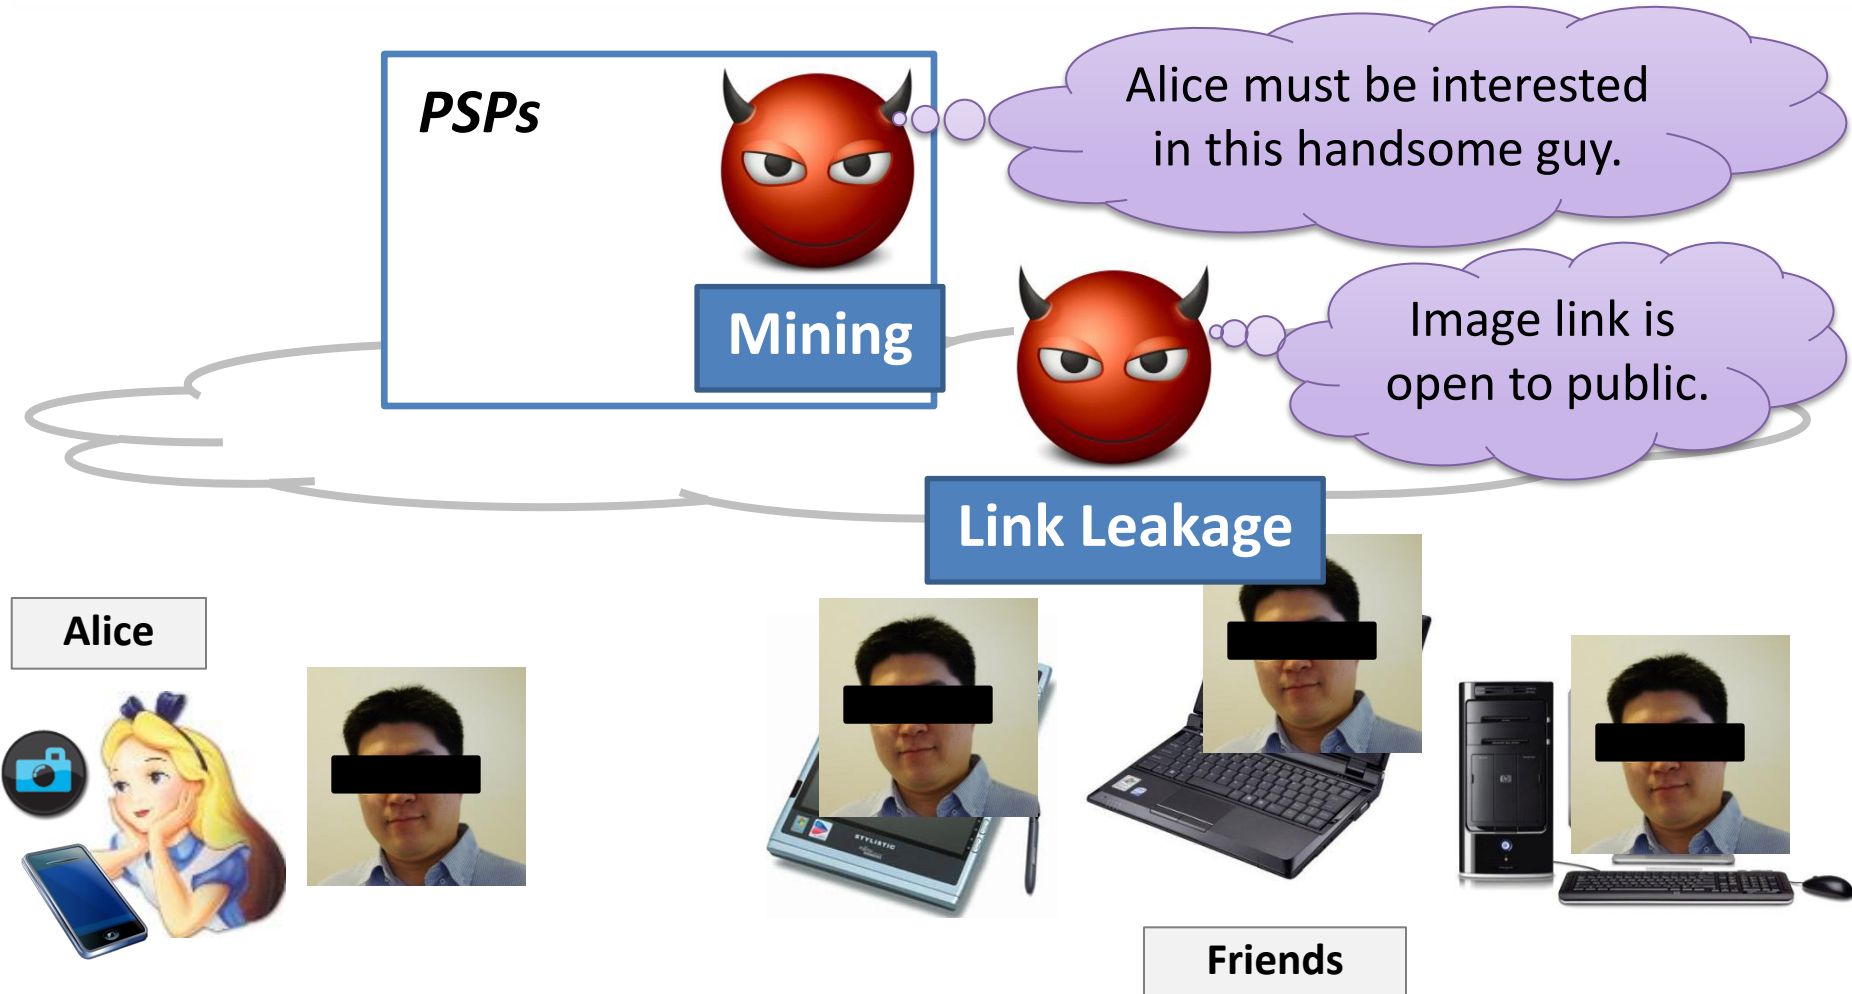 PSPs
Alice must be interested
in this handsome guy.
Mining
Image link is
open to public.
Link Leakage
Alice
STYLISTIC
Friends